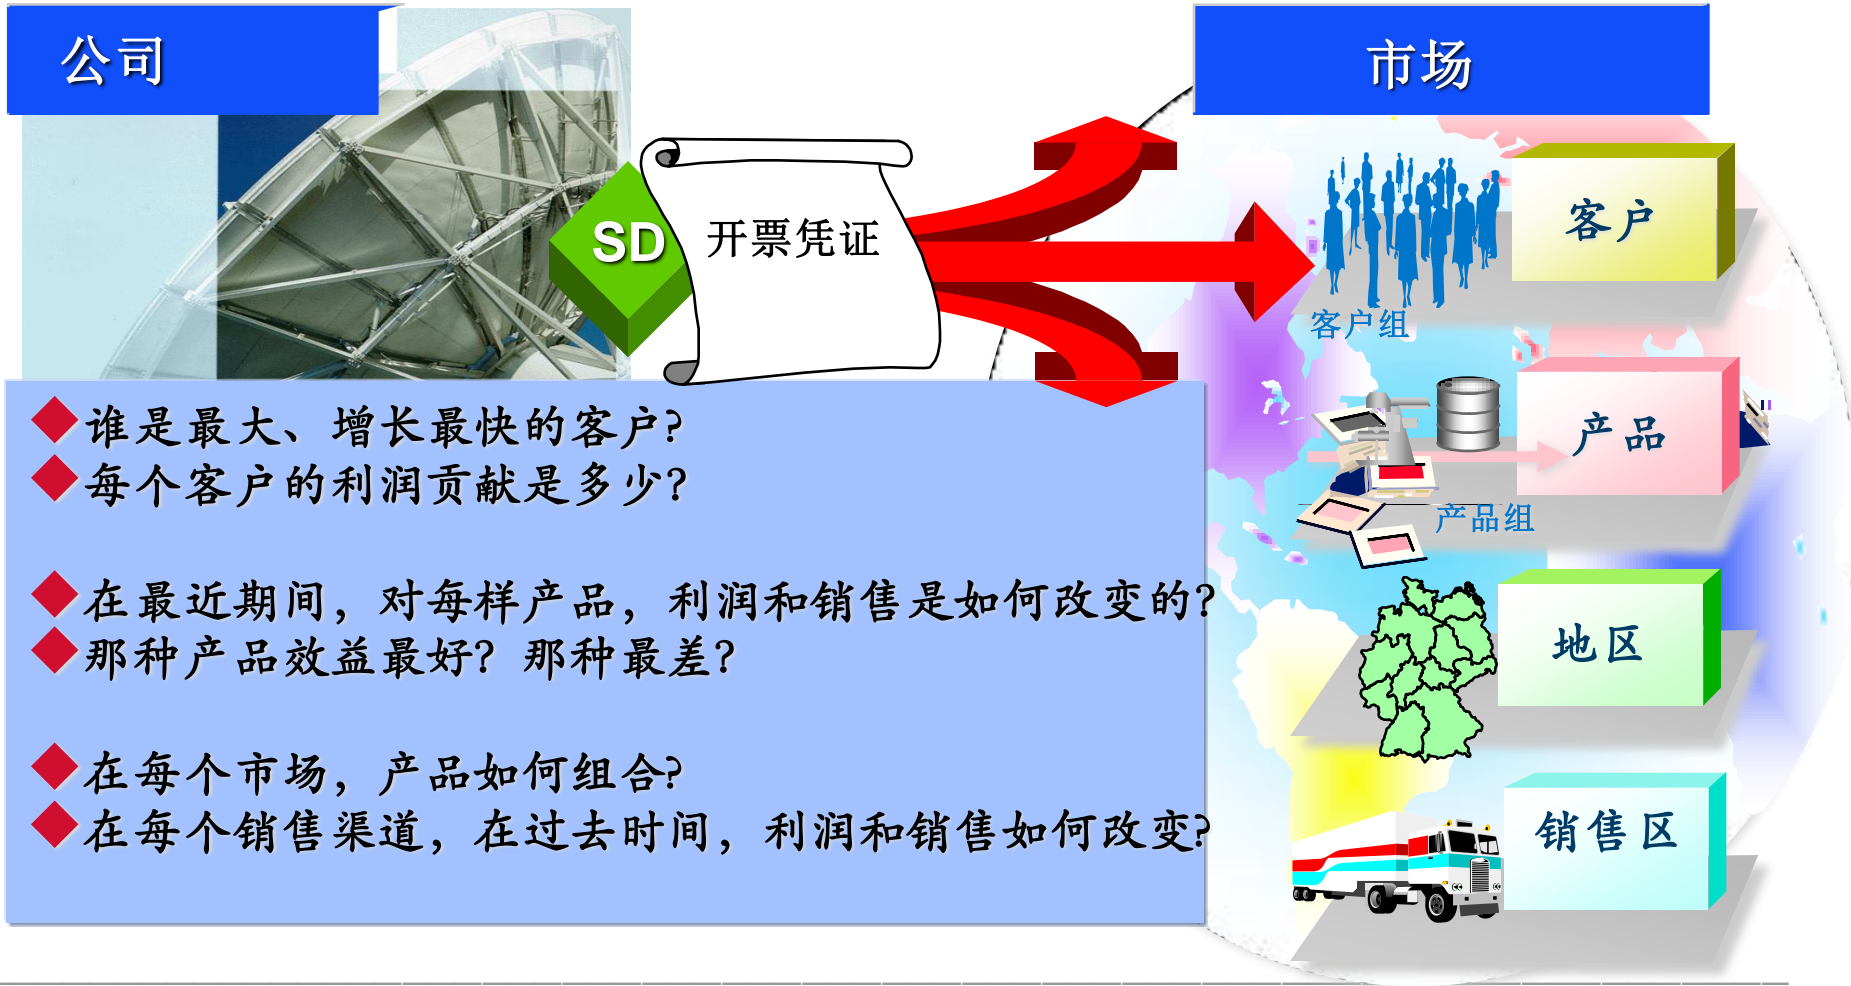 公司
市场
SD
开票凭证
客户
客户组
产品
产品组
地区
销售区
谁是最大、增长最快的客户?
每个客户的利润贡献是多少?
在最近期间，对每样产品，利润和销售是如何改变的?
那种产品效益最好？那种最差?
在每个市场，产品如何组合?
在每个销售渠道，在过去时间，利润和销售如何改变?